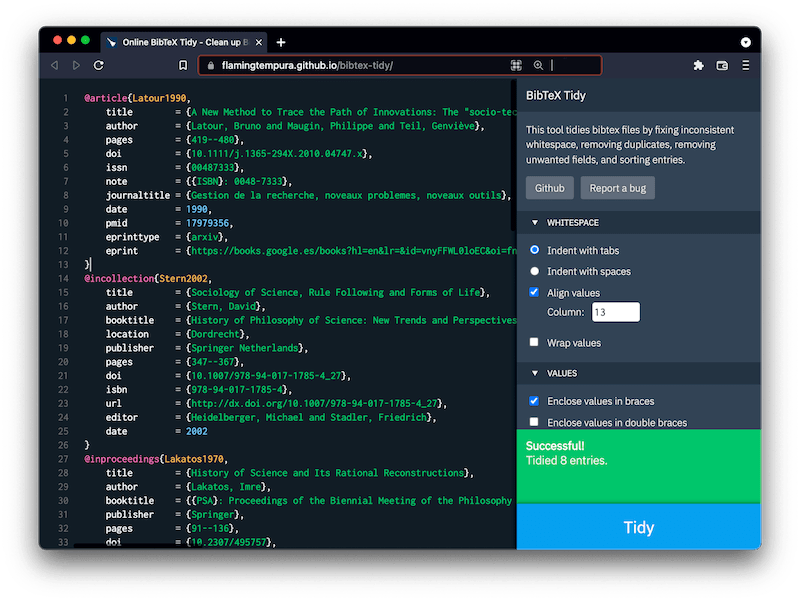 Online BibTeX Tidy - Clean up B
flamingtempura.github.io/bibtex-tidy/
1 @article{Latour1990,
2 title = {A New Method to Trace the Path of Innovations: The "socio-tec
3 author = {Latour, Bruno and Maugin, Philippe and Teil, Genviève},
4 pages = {419--480},
5 doi = {10.1111/j.1365-294X.2010.04747.x},
6 issn = {00487333},
7 note = {{ISBN}: 0048-7333},
8 journaltitle = {Gestion de la recherche, noveaux problemes, noveaux outils},
9 date = 1990,
10 pmid = 17979356,
11 eprinttype = {arxiv},
12 eprint = {https://books.google.es/books?hl=en&lr=&id=vnyFFWL0loEC&oi=fn
13 }
14 @incollection{Stern2002,
15 title = {Sociology of Science, Rule Following and Forms of Life},
16 author = {Stern, David},
17 booktitle = {History of Philosophy of Science: New Trends and Perspectives
18 location = {Dordrecht},
19 publisher = {Springer Netherlands},
20 pages = {347--367},
21 doi = {10.1007/978-94-017-1785-4_27},
22 isbn = {978-94-017-1785-4},
23 url = {http://dx.doi.org/10.1007/978-94-017-1785-4_27},
24 editor = {Heidelberger, Michael and Stadler, Friedrich},
25 date = 2002
26 }
27 @inproceedings{Lakatos1970,
28 title = {History of Science and Its Rational Reconstructions},
29 author = {Lakatos, Imre},
30 booktitle = {{PSA}: Proceedings of the Biennial Meeting of the Philosophy
31 publisher = {Springer},
32 pages = {91--136},
33 doi = {10.2307/495757},
BibTeX Tidy
This tool tidies bibtex files by fixing inconsistent
whitespace, removing duplicates, removing
unwanted fields, and sorting entries.
Github Report a bug
WHITESPACE
Indent with tabs
Indent with spaces
Align values
Column: 13
Wrap values
VALUES
Enclose values in braces
Enclose values in double braces
Successful!
Tidied 8 entries.
Tidy